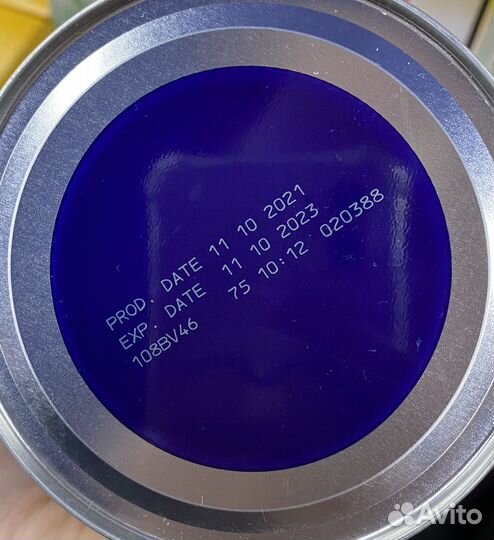 PROD. DATE 11 10 2021
EXP. DATE 11 10 2023
108BV46 75 10:12 020388
Avito